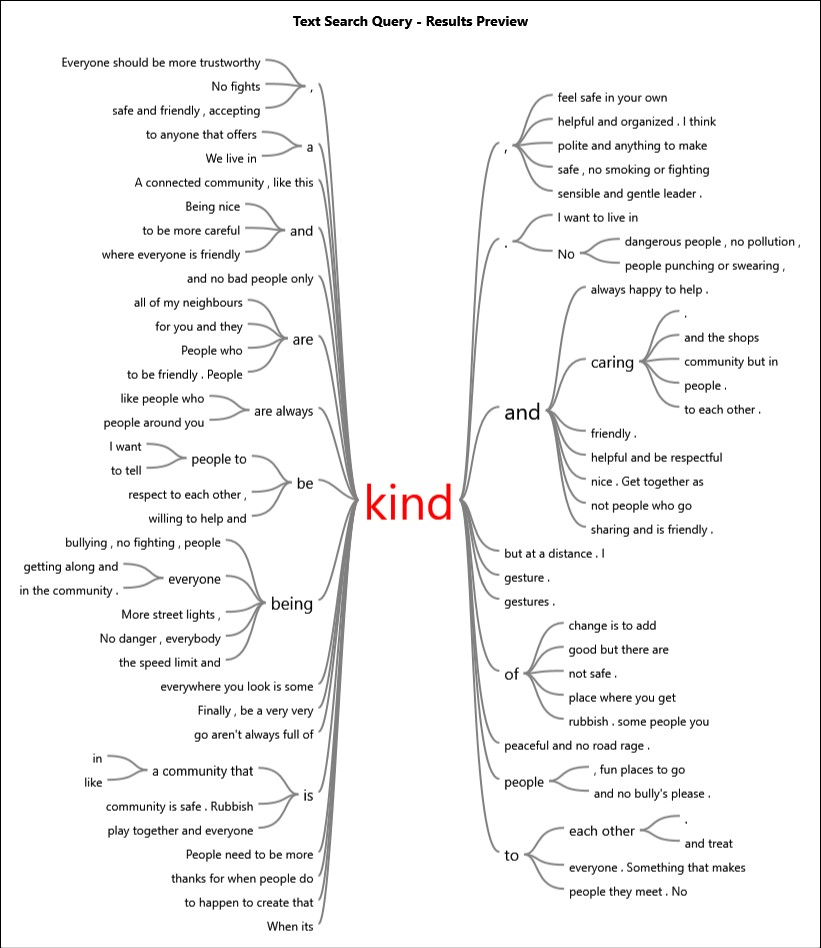 Text Search Query - Results Preview
Everyone should be more trustworthy
No fights
safe and friendly , accepting
,
to anyone that offers
We live in
a
A connected community , like this
Being nice
to be more careful
where everyone is friendly
and
and no bad people only
all of my neighbours
for you and they
People who
to be friendly . People
are
like people who
people around you
are always
I want
to tell
people to
respect to each other ,
willing to help and
be
bullying , no fighting , people
getting along and
in the community .
everyone
More street lights ,
No danger , everybody
the speed limit and
being
everywhere you look is some
Finally , be a very very
go aren't always full of
in
like
a community that
community is safe . Rubbish
play together and everyone
is
People need to be more
thanks for when people do
to happen to create that
When its
kind
,
feel safe in your own
helpful and organized . I think
polite and anything to make
safe , no smoking or fighting
sensible and gentle leader .
.
I want to live in
No
dangerous people , no pollution ,
people punching or swearing ,
and
always happy to help .
caring
.
and the shops
community but in
people .
to each other .
friendly .
helpful and be respectful
nice . Get together as
not people who go
sharing and is friendly .
but at a distance . I
gesture .
gestures .
of
change is to add
good but there are
not safe .
place where you get
rubbish . some people you
peaceful and no road rage .
people
, fun places to go
and no bully's please .
to
each other
.
and treat
everyone . Something that makes
people they meet . No